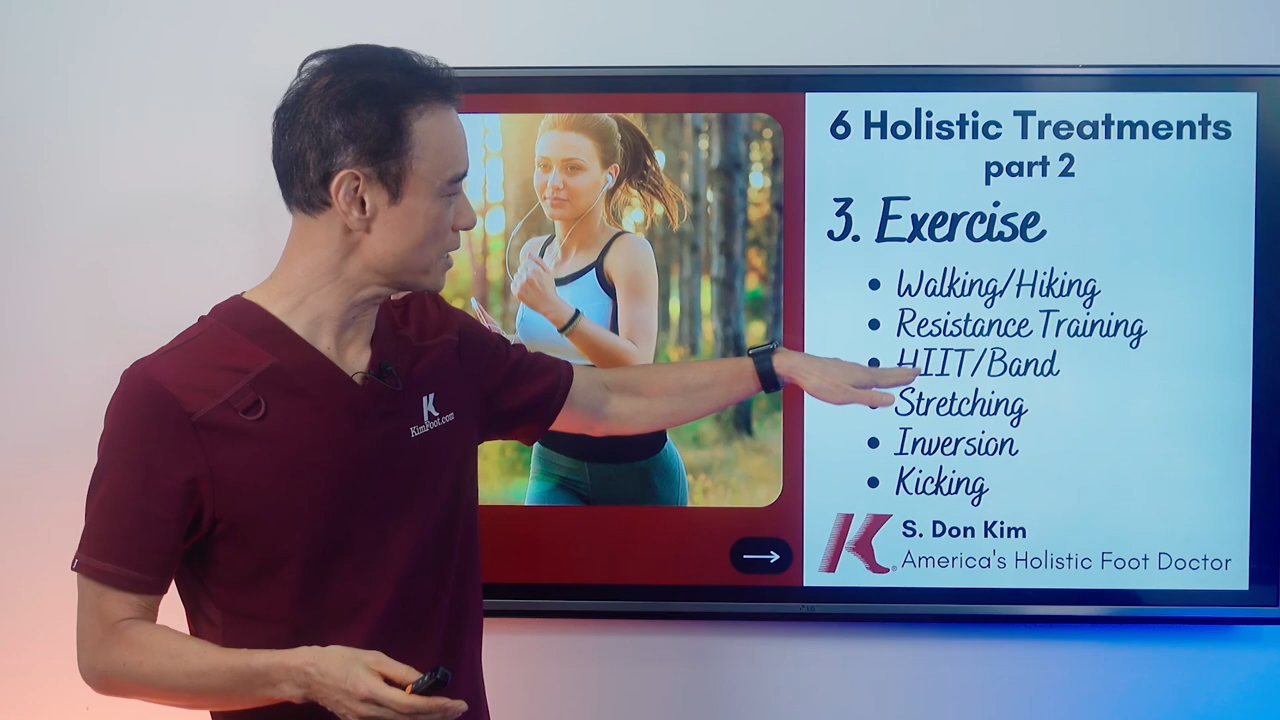 6 Holistic Treatments
part 2
3. Exercise
• Walking/Hiking
• Resistance Training
• HIIT/Band
• Stretching
• Inversion
• Kicking
K
S. Don Kim
America's Holistic Foot Doctor
K
KimFoot.com
LG